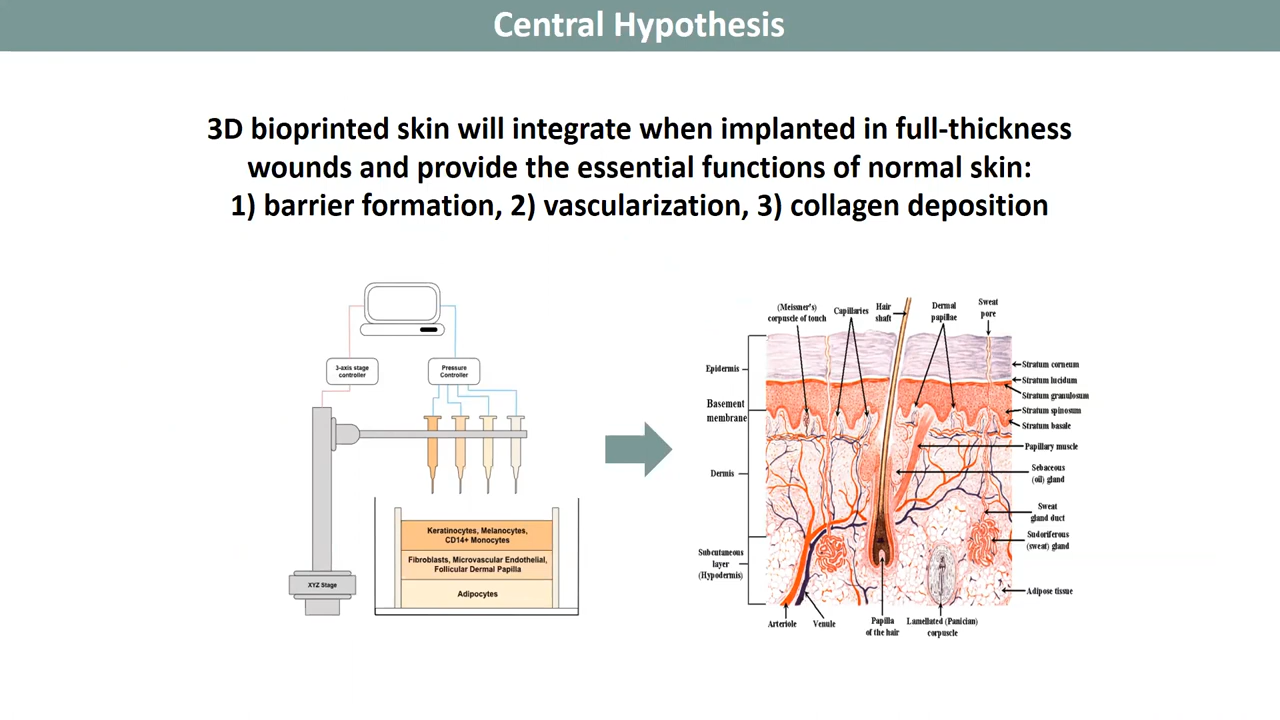 Central Hypothesis
3D bioprinted skin will integrate when implanted in full-thickness
wounds and provide the essential functions of normal skin:
1) barrier formation, 2) vascularization, 3) collagen deposition
3-axis stage
controller
Pressure
Controller
XYZ Stage
Keratinocytes, Melanocytes,
CD14+ Monocytes
Fibroblasts, Microvascular Endothelial,
Follicular Dermal Papilla
Adipocytes
(Meissner's)
corpuscle of touch
Capillaries
Hair
shaft
Dermal
papillae
Sweat
pore
Epidermis
Basement
membrane
Dermis
Subcutaneous
layer
(Hypodermis)
Stratum corneum
Stratum lucidum
Stratum granulosum
Stratum spinosum
Stratum basale
Papillary muscle
Sebaceous
(oil) gland
Sweat
gland duct
Sudoriferous
(sweat) gland
Adipose tissue
Arteriole
Venule
Papilla
of the hair
Lamellated (Panician)
corpuscle